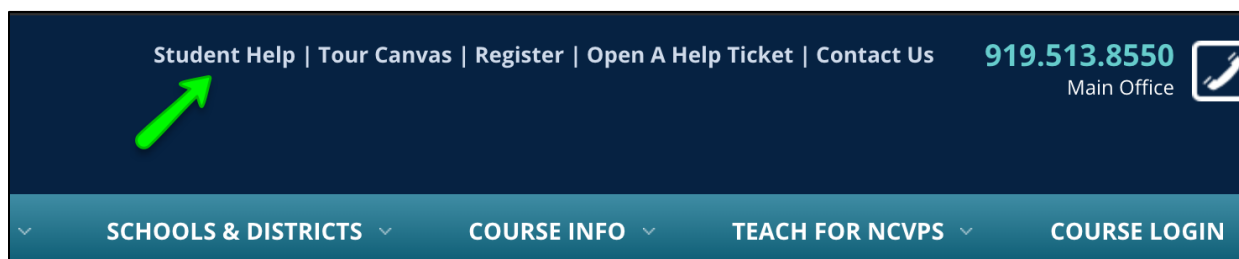 Student Help | Tour Canvas | Register | Open A Help Ticket | Contact Us
919.513.8550
Main Office
SCHOOLS & DISTRICTS
COURSE INFO
TEACH FOR NCVPS
COURSE LOGIN